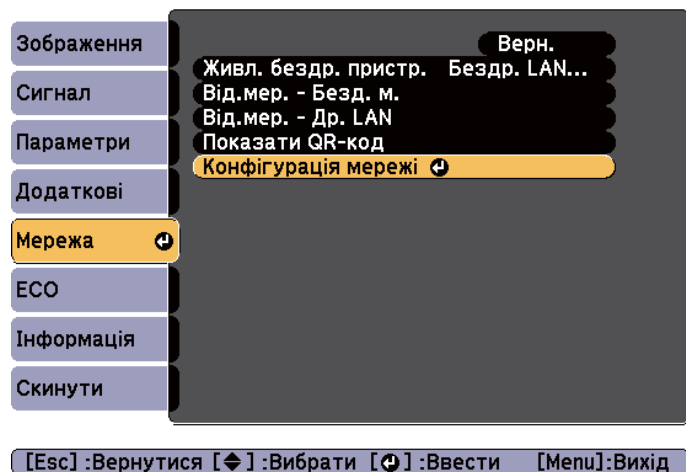 Зображення
Сигнал
Параметри
Додаткові
Мережа
ECO
Інформація
Скинути
Верн.
Живл. бездр. пристр. Бездр. LAN...
Від.мер. - Безд. м.
Від.мер. - Др. LAN
Показати QR-код
Конфігурація мережі
[Esc] :Вернутися [] :Вибрати [] :Ввести [Menu]:Вихід